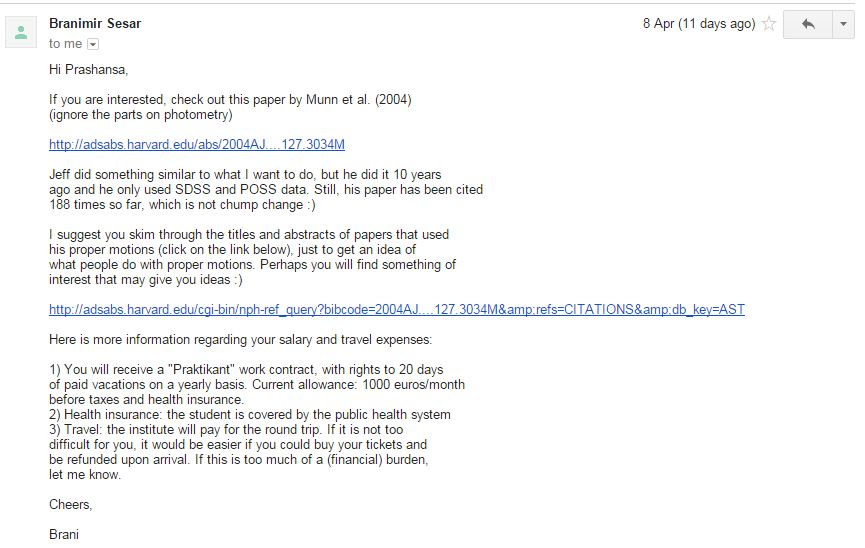 Branimir Sesar
8 Apr (11 days ago)
to me
Hi Prashansa,
If you are interested, check out this paper by Munn et al. (2004)
(ignore the parts on photometry)
http://adsabs.harvard.edu/abs/2004AJ....127.3034M
Jeff did something similar to what I want to do, but he did it 10 years
ago and he only used SDSS and POSS data. Still, his paper has been cited
188 times so far, which is not chump change :)
I suggest you skim through the titles and abstracts of papers that used
his proper motions (click on the link below), just to get an idea of
what people do with proper motions. Perhaps you will find something of
interest that may give you ideas :)
http://adsabs.harvard.edu/cgi-bin/nph-ref_query?bibcode=2004AJ....127.3034M&amp;refs=CITATIONS&amp;db_key=AST
Here is more information regarding your salary and travel expenses:
1) You will receive a "Praktikant" work contract, with rights to 20 days
of paid vacations on a yearly basis. Current allowance: 1000 euros/month
before taxes and health insurance.
2) Health insurance: the student is covered by the public health system
3) Travel: the institute will pay for the round trip. If it is not too
difficult for you, it would be easier if you could buy your tickets and
be refunded upon arrival. If this is too much of a (financial) burden,
let me know.
Cheers,
Brani